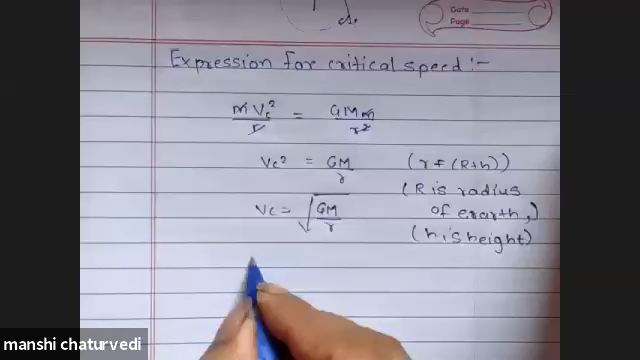 Date
Page
Expression for critical speed:-
mVc²/r = GMm/r²
Vc² = GM/r (r = (R+h))
(R is radius
Vc = √GM/r of erarth,)
(h is height)
manshi chaturvedi